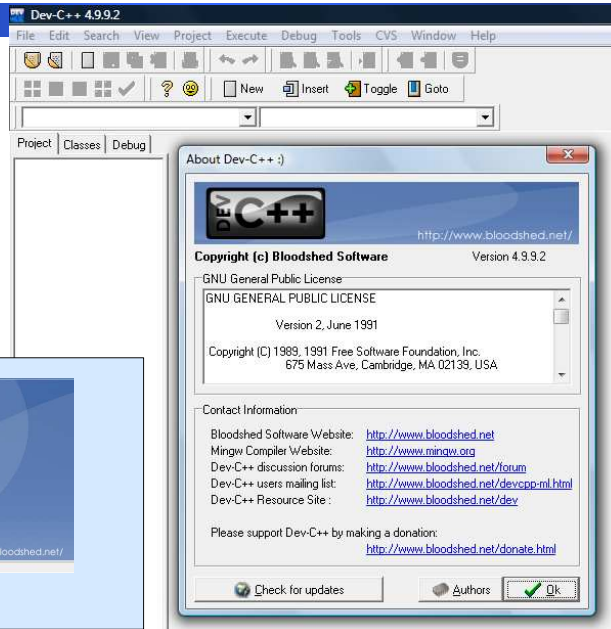 Dev-C++ 4.9.9.2
File Edit Search View Project Execute Debug Tools CVS Window Help
New Insert Toggle Goto
Project Classes Debug
About Dev-C++ :)
DEV C++
http://www.bloodshed.net/
Copyright (c) Bloodshed Software Version 4.9.9.2
GNU General Public License
GNU GENERAL PUBLIC LICENSE
Version 2, June 1991
Copyright (C) 1989, 1991 Free Software Foundation, Inc.
675 Mass Ave, Cambridge, MA 02139, USA
Contact Information
Bloodshed Software Website: http://www.bloodshed.net
Mingw Compiler Website: http://www.mingw.org
Dev-C++ discussion forums: http://www.bloodshed.net/forum
Dev-C++ users mailing list: http://www.bloodshed.net/devcpp-ml.html
Dev-C++ Resource Site : http://www.bloodshed.net/dev
Please support Dev-C++ by making a donation:
http://www.bloodshed.net/donate.html
Check for updates Authors Ok
oodshed.net/